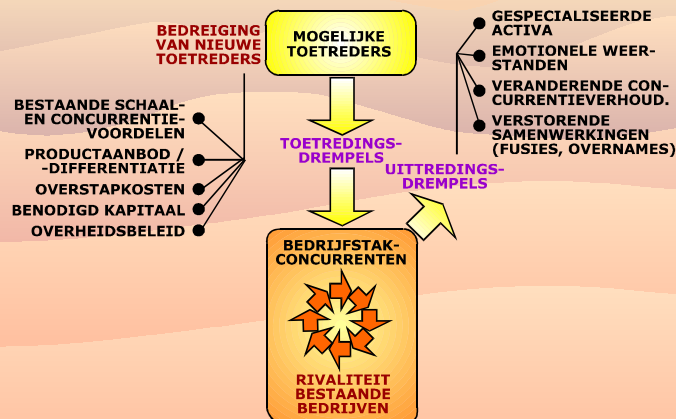 BEDREIGING
VAN NIEUWE
TOETREDERS
MOGELIJKE
TOETREDERS
GESPECIALISEERDE
ACTIVA
EMOTIONELE WEER-
STANDEN
VERANDERENDE CON-
CURRENTIEVERHOUD.
VERSTORENDE
SAMENWERKINGEN
(FUSIES, OVERNAMES)
BESTAANDE SCHAAL-
EN CONCURRENTIE-
VOORDELEN
PRODUCTAANBOD /
-DIFFERENTIATIE
OVERSTAPKOSTEN
BENODIGD KAPITAAL
OVERHEIDSBELEID
TOETREDINGS-
DREMPELS
UITTREDINGS-
DREMPELS
BEDRIJFSTAK-
CONCURRENTEN
RIVALITEIT
BESTAANDE
BEDRIJVEN